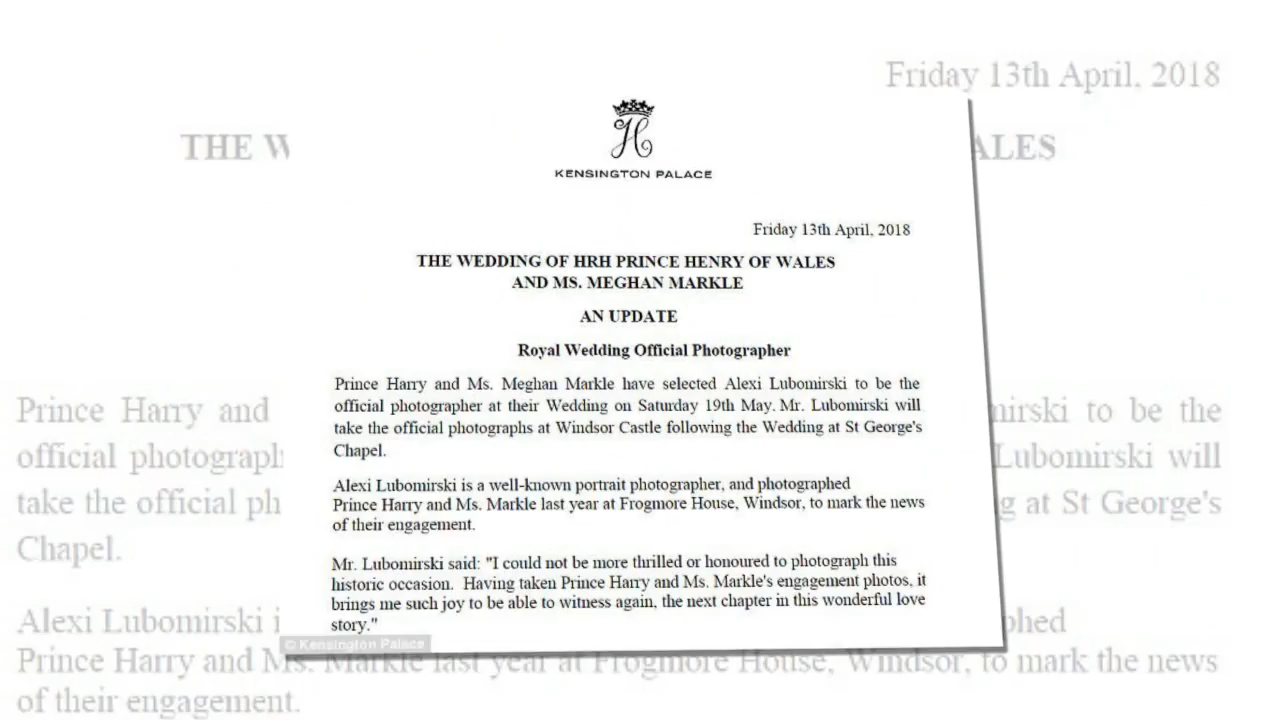 Friday 13th April, 2018
THE W
ALES
H
KENSINGTON PALACE
Friday 13th April, 2018
THE WEDDING OF HRH PRINCE HENRY OF WALES
AND MS. MEGHAN MARKLE
AN UPDATE
Royal Wedding Official Photographer
Prince Harry and Ms. Meghan Markle have selected Alexi Lubomirski to be the
official photographer at their Wedding on Saturday 19th May. Mr. Lubomirski will
take the official photographs at Windsor Castle following the Wedding at St George's
Chapel.
Alexi Lubomirski is a well-known portrait photographer, and photographed
Prince Harry and Ms. Markle last year at Frogmore House, Windsor, to mark the news
of their engagement.
Mr. Lubomirski said: "I could not be more thrilled or honoured to photograph this
historic occasion.  Having taken Prince Harry and Ms. Markle's engagement photos, it
brings me such joy to be able to witness again, the next chapter in this wonderful love
story."
© Kensington Palace
Prince Harry and
mirski to be the
official photograph
Lubomirski will
take the official ph
g at St George's
Chapel.
Alexi Lubomirski i
phed
Prince Harry and Ms. Markle last year at Frogmore House, Windsor, to mark the news
of their engagement.